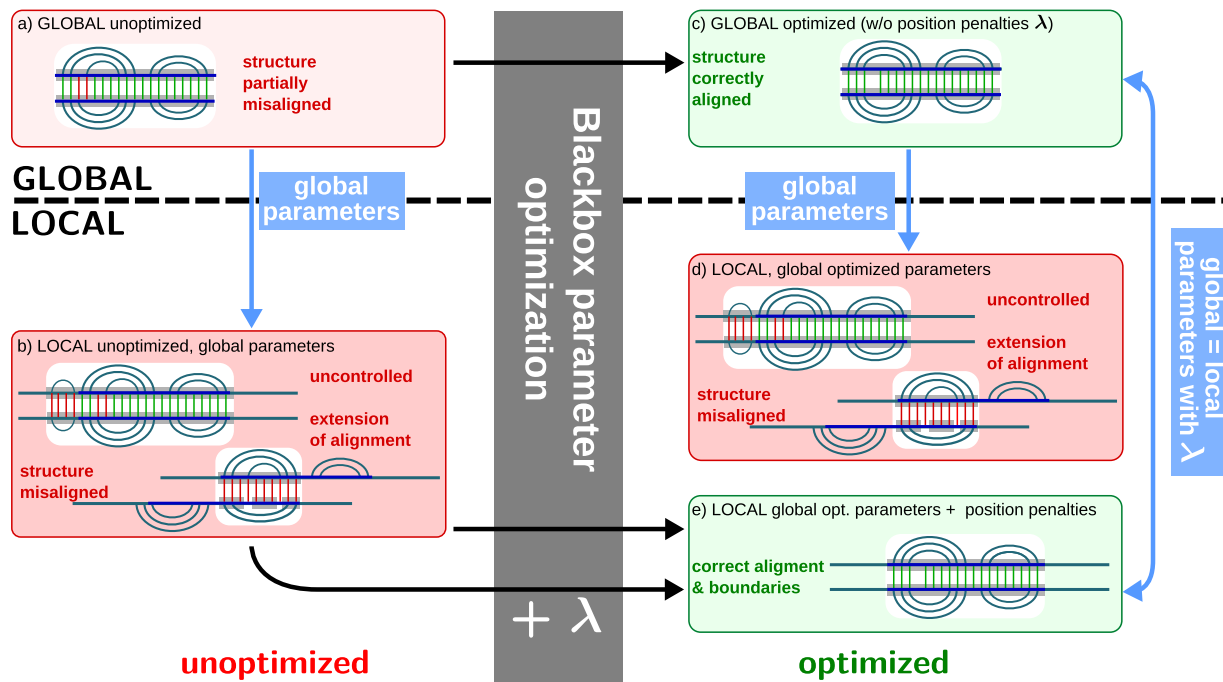 a) GLOBAL unoptimized
structure
partially
misaligned
c) GLOBAL optimized (w/o position penalties λ)
structure
correctly
aligned
GLOBAL
LOCAL
global
parameters
global
parameters
Blackbox parameter
optimization
+ λ
global = local
parameters with λ
b) LOCAL unoptimized, global parameters
uncontrolled
extension
of alignment
structure
misaligned
d) LOCAL, global optimized parameters
uncontrolled
extension
of alignment
structure
misaligned
e) LOCAL global opt. parameters + position penalties
correct aligment
& boundaries
unoptimized
optimized